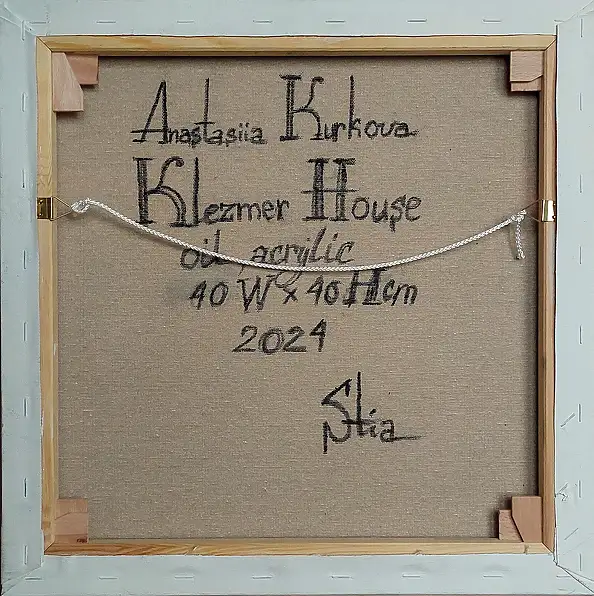 Anastasiia Kurkova
Klezmer House
oil, acrylic
40 W x 40 H cm
2024
Stia